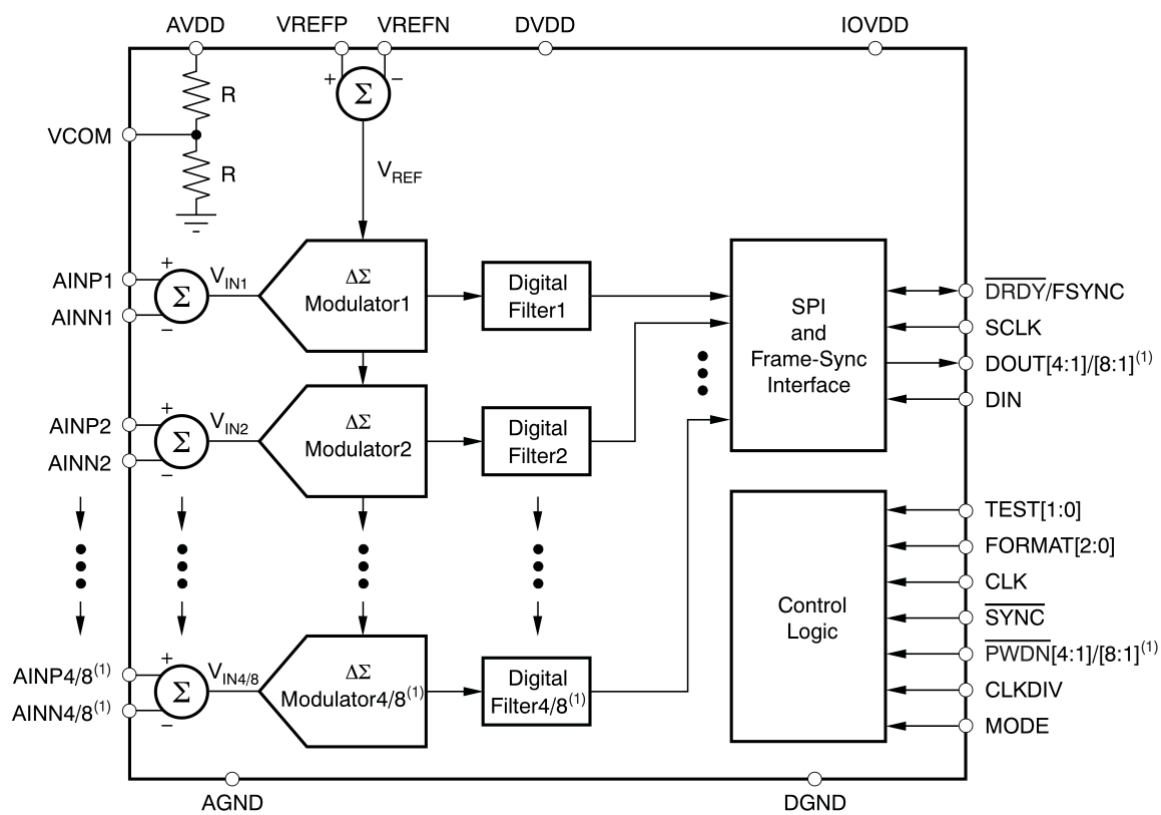 AVDD
VREFP
VREFN
DVDD
IOVDD
+
−
Σ
R
VCOM
R
VREF
AINP1
AINN1
+
Σ
−
VIN1
ΔΣ
Modulator1
Digital
Filter1
SPI
and
Frame-Sync
Interface
DRDY/FSYNC
SCLK
DOUT[4:1]/[8:1](1)
DIN
AINP2
AINN2
+
Σ
−
VIN2
ΔΣ
Modulator2
Digital
Filter2
Control
Logic
TEST[1:0]
FORMAT[2:0]
CLK
SYNC
PWDN[4:1]/[8:1](1)
CLKDIV
MODE
AINP4/8(1)
AINN4/8(1)
+
Σ
−
VIN4/8
ΔΣ
Modulator4/8(1)
Digital
Filter4/8(1)
AGND
DGND